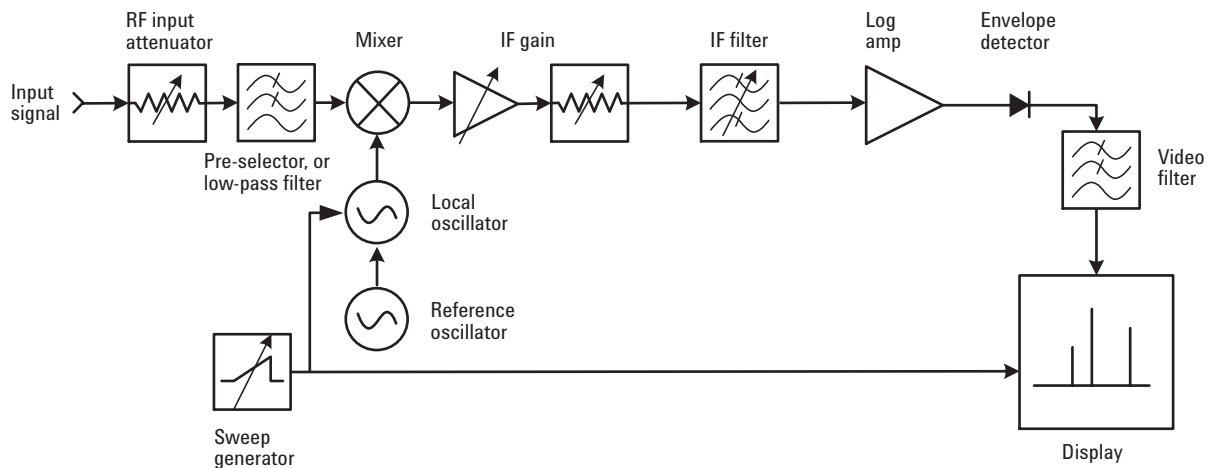 RF input
attenuator
Mixer
IF gain
IF filter
Log
amp
Envelope
detector
Input
signal
Pre-selector, or
low-pass filter
Video
filter
Local
oscillator
Reference
oscillator
Sweep
generator
Display